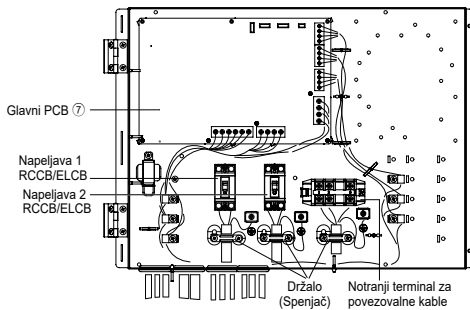 Glavni PCB ⑦
Napeljava 1
RCCB/ELCB
Napeljava 2
RCCB/ELCB
Držalo
(Spenjač)
Notranji terminal za
povezovalne kable